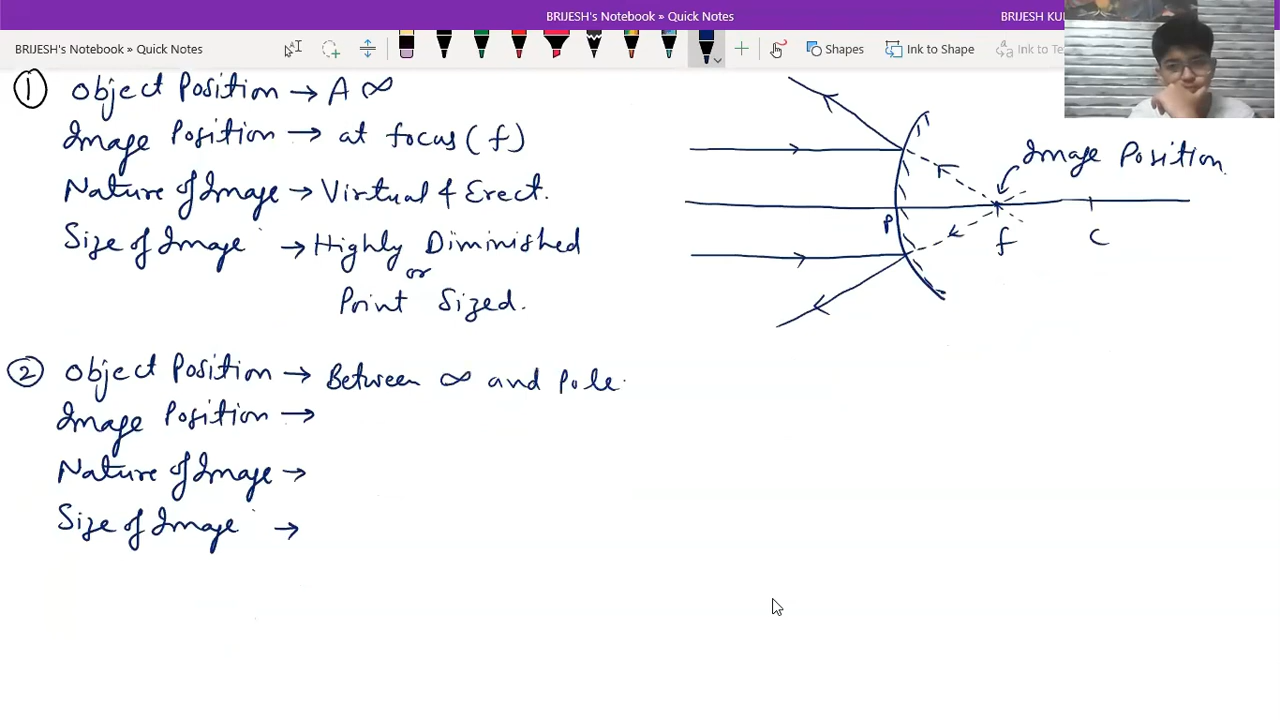 BRIJESH's Notebook » Quick Notes
BRIJESH's Notebook » Quick Notes
Shapes
Ink to Shape
Ink to
① Object Position → A ∞
Image Position → at focus (f)
Nature of Image → Virtual & Erect.
Size of Image → Highly Diminished
or
Point Sized.
Image Position
P
f
C
② Object Position → Between ∞ and Pole.
Image Position →
Nature of Image →
Size of Image →